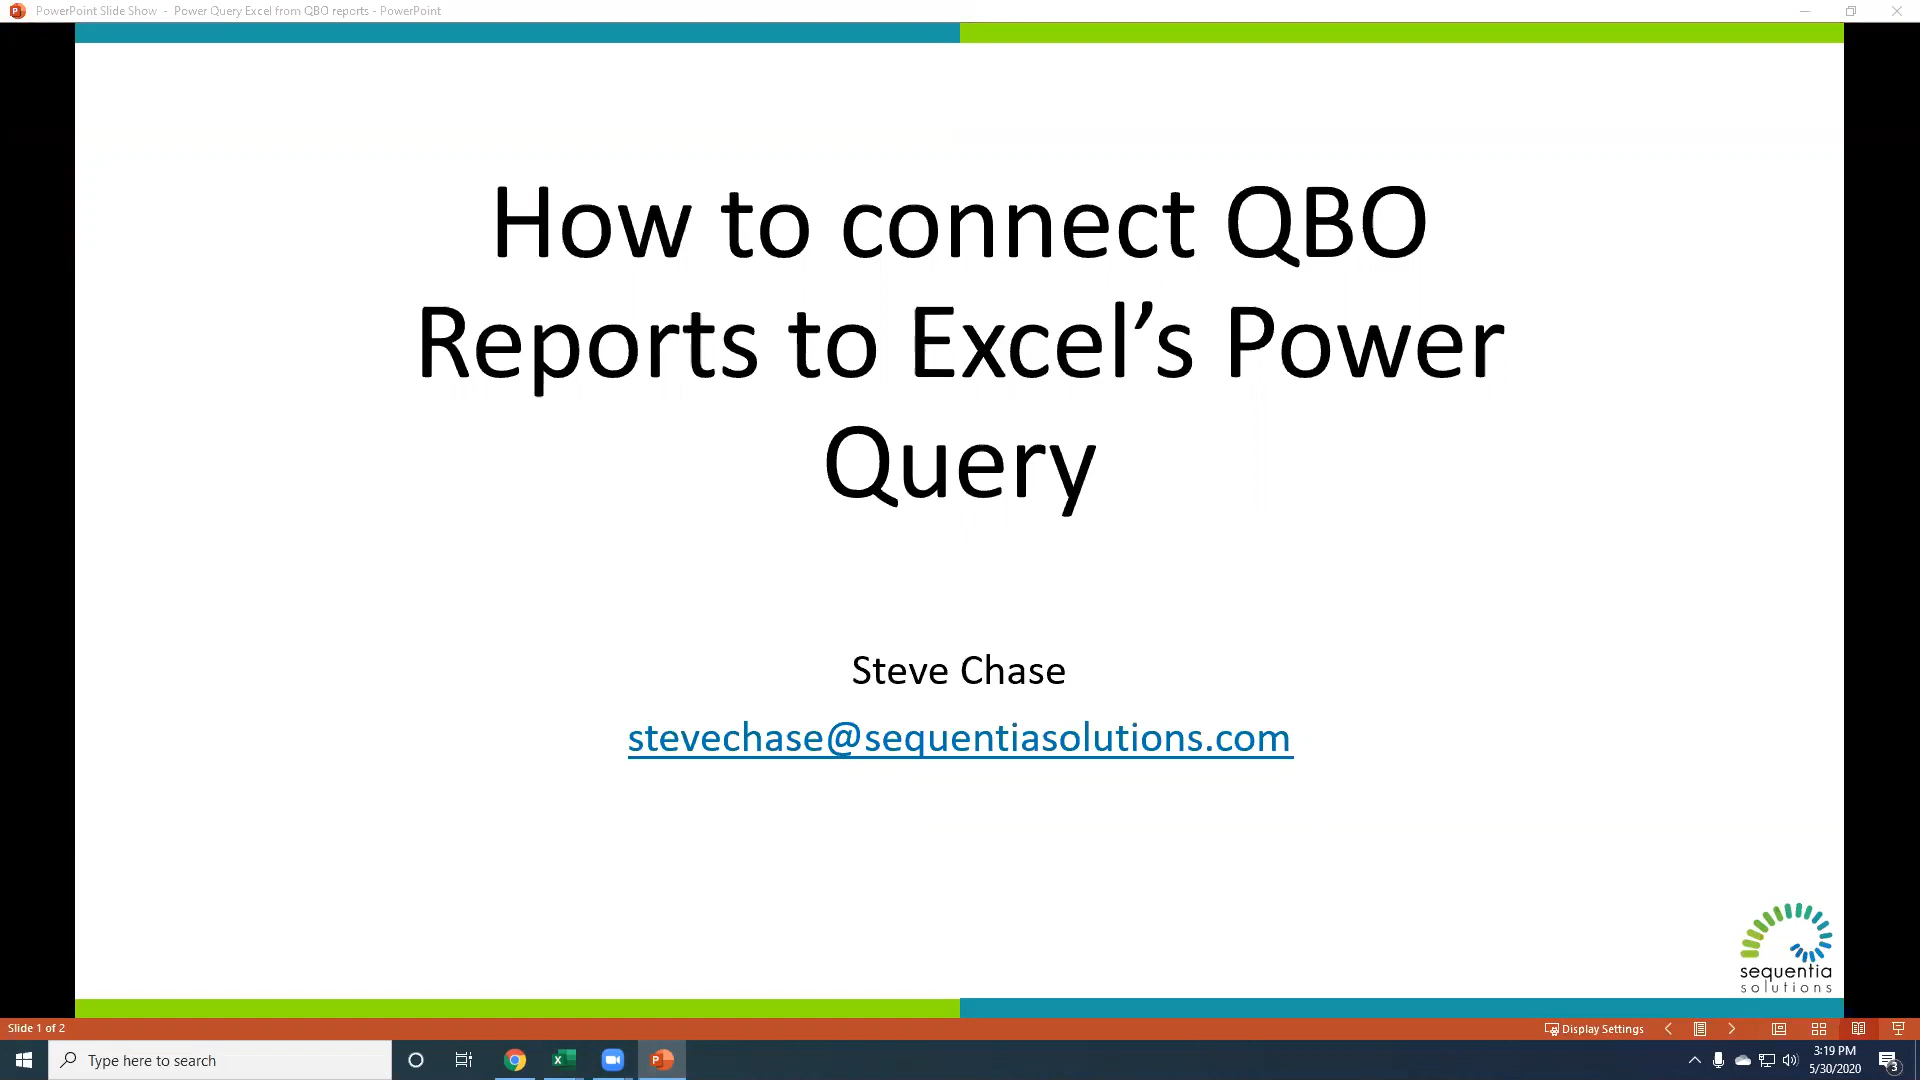 PowerPoint Slide Show - Power Query Excel from QBO reports - PowerPoint
How to connect QBO
Reports to Excel’s Power
Query
Steve Chase
stevechase@sequentiasolutions.com
sequentia
solutions
Slide 1 of 2
Display Settings
Type here to search
3:19 PM
5/30/2020
3